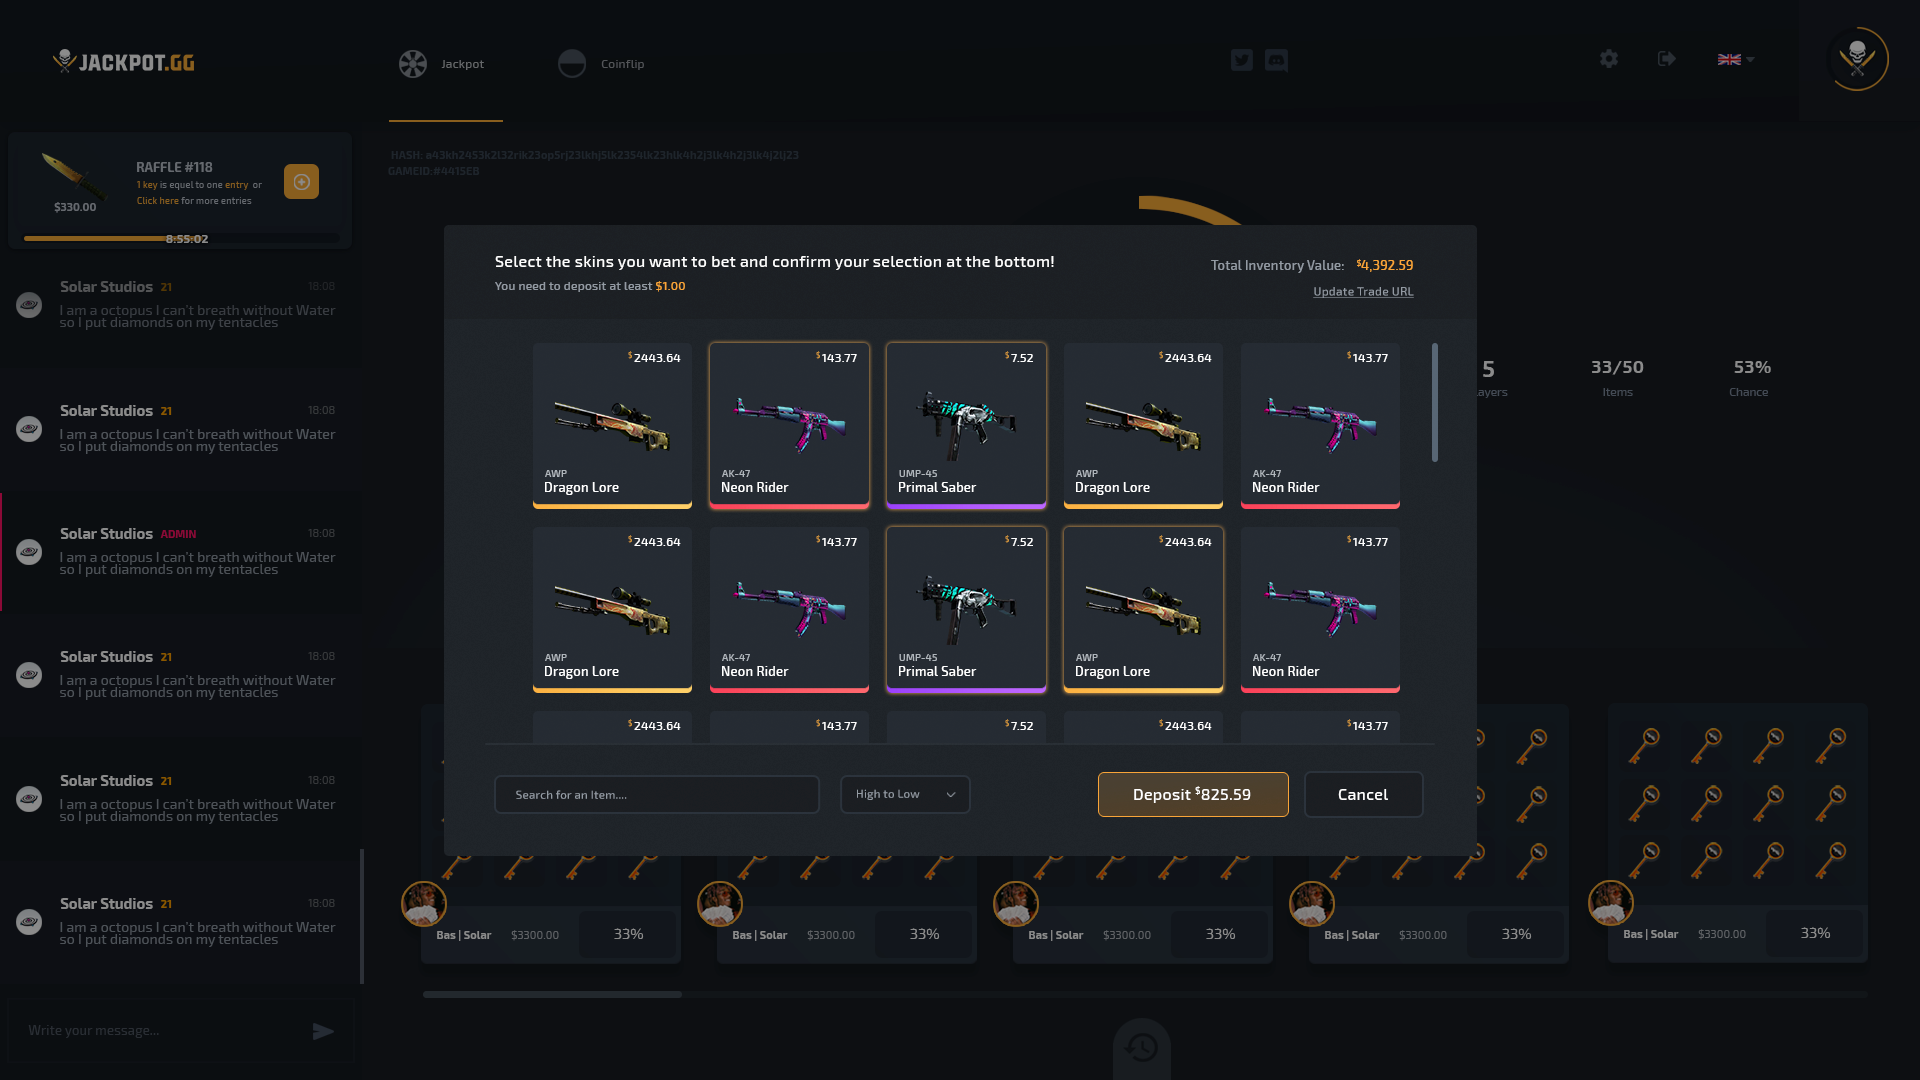 JACKPOT.GG
Jackpot
Coinflip
RAFFLE #118
1 key is equel to one entry or
Click here for more entries
$330.00
8:55:02
Solar Studios 21 18:08
I am a octopus I can't breath without Water
so I put diamonds on my tentacles
Solar Studios 21 18:08
I am a octopus I can't breath without Water
so I put diamonds on my tentacles
Solar Studios ADMIN 18:08
I am a octopus I can't breath without Water
so I put diamonds on my tentacles
Solar Studios 21 18:08
I am a octopus I can't breath without Water
so I put diamonds on my tentacles
Solar Studios 21 18:08
I am a octopus I can't breath without Water
so I put diamonds on my tentacles
Solar Studios 21 18:08
I am a octopus I can't breath without Water
so I put diamonds on my tentacles
Write your message...
HASH: a43kh2453k2l32rik23op5rj23lkhj5lk2354lk23hlk4h2j3lk4h2j3lk4j2lj23
GAMEID:#4415E8
Select the skins you want to bet and confirm your selection at the bottom!
You need to deposit at least $1.00
Total Inventory Value: $4,392.59
Update Trade URL
$2443.64 $143.77 $7.52 $2443.64 $143.77
AWP AK-47 UMP-45 AWP AK-47
Dragon Lore Neon Rider Primal Saber Dragon Lore Neon Rider
$2443.64 $143.77 $7.52 $2443.64 $143.77
AWP AK-47 UMP-45 AWP AK-47
Dragon Lore Neon Rider Primal Saber Dragon Lore Neon Rider
$2443.64 $143.77 $7.52 $2443.64 $143.77
Search for an Item....
High to Low
Deposit $825.59
Cancel
5 33/50 53%
ayers Items Chance
Bas | Solar $3300.00 33%
Bas | Solar $3300.00 33%
Bas | Solar $3300.00 33%
Bas | Solar $3300.00 33%
Bas | Solar $3300.00 33%